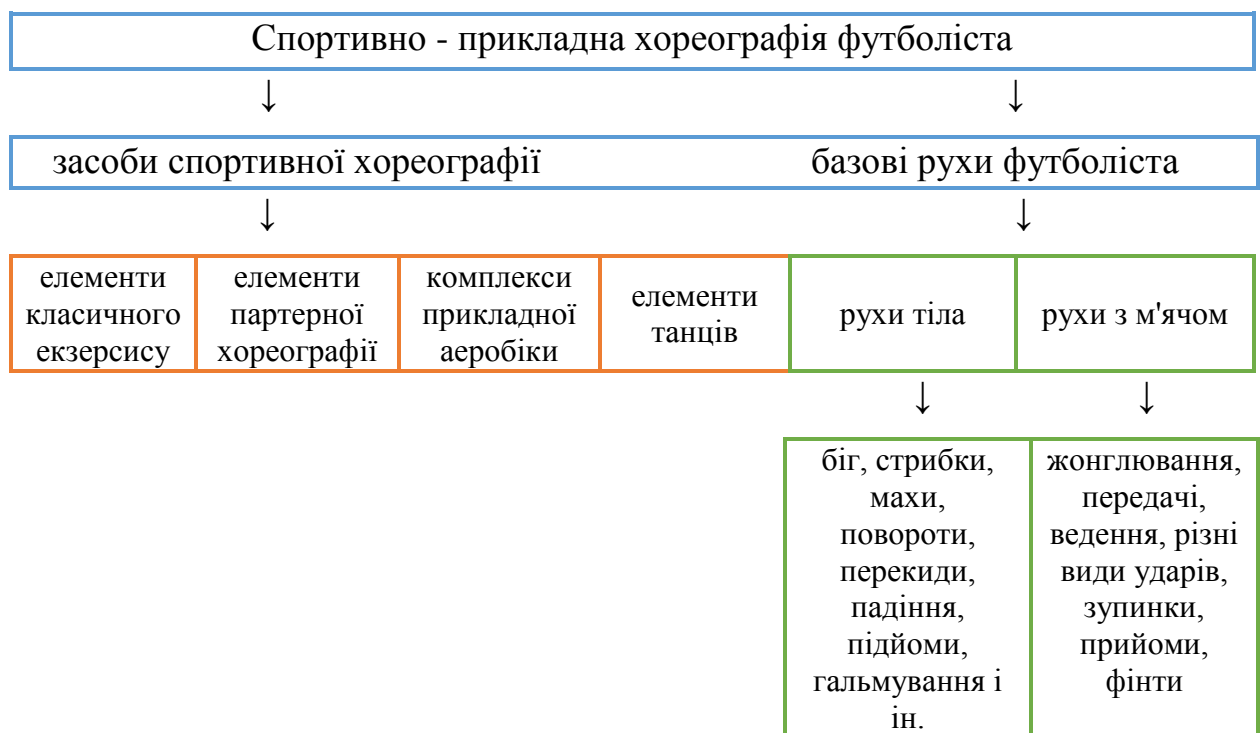 Спортивно - прикладна хореографія футболіста
↓ ↓
засоби спортивної хореографії базові рухи футболіста
↓ ↓
елементи
класичного
екзерсису
елементи
партерної
хореографії
комплекси
прикладної
аеробіки
елементи
танців
рухи тіла
рухи з м'ячом
↓ ↓
біг, стрибки,
махи,
повороти,
перекиди,
падіння,
підйоми,
гальмування і
ін.
жонглювання,
передачі,
ведення, різні
види ударів,
зупинки,
прийоми,
фінти